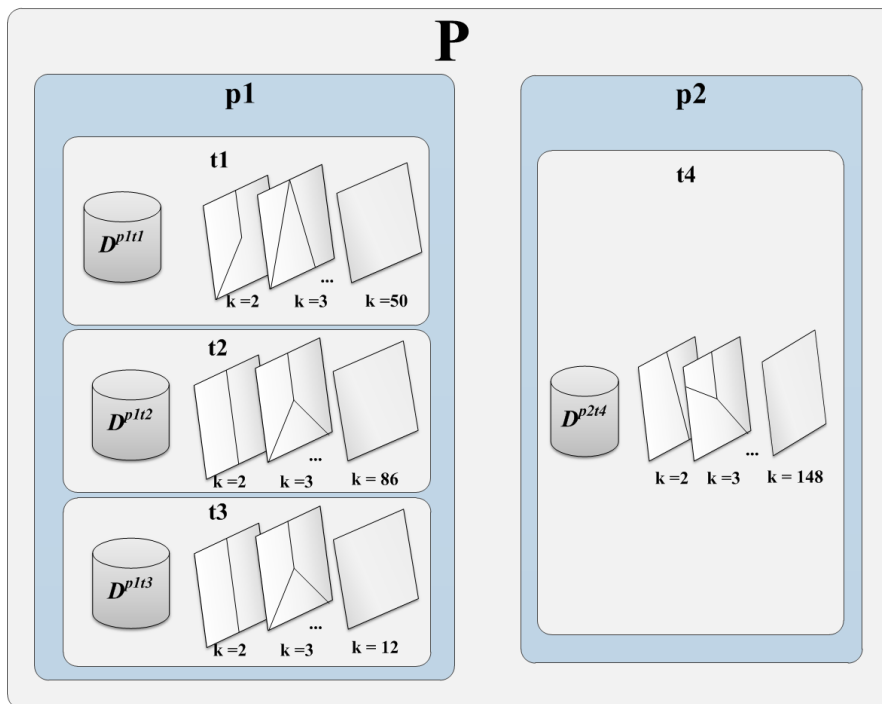 P
p1
t1
D^p1t1
...
k =2 k =3 k =50
t2
D^p1t2
...
k =2 k =3 k = 86
t3
D^p1t3
...
k =2 k =3 k = 12
p2
t4
D^p2t4
...
k =2 k =3 k = 148